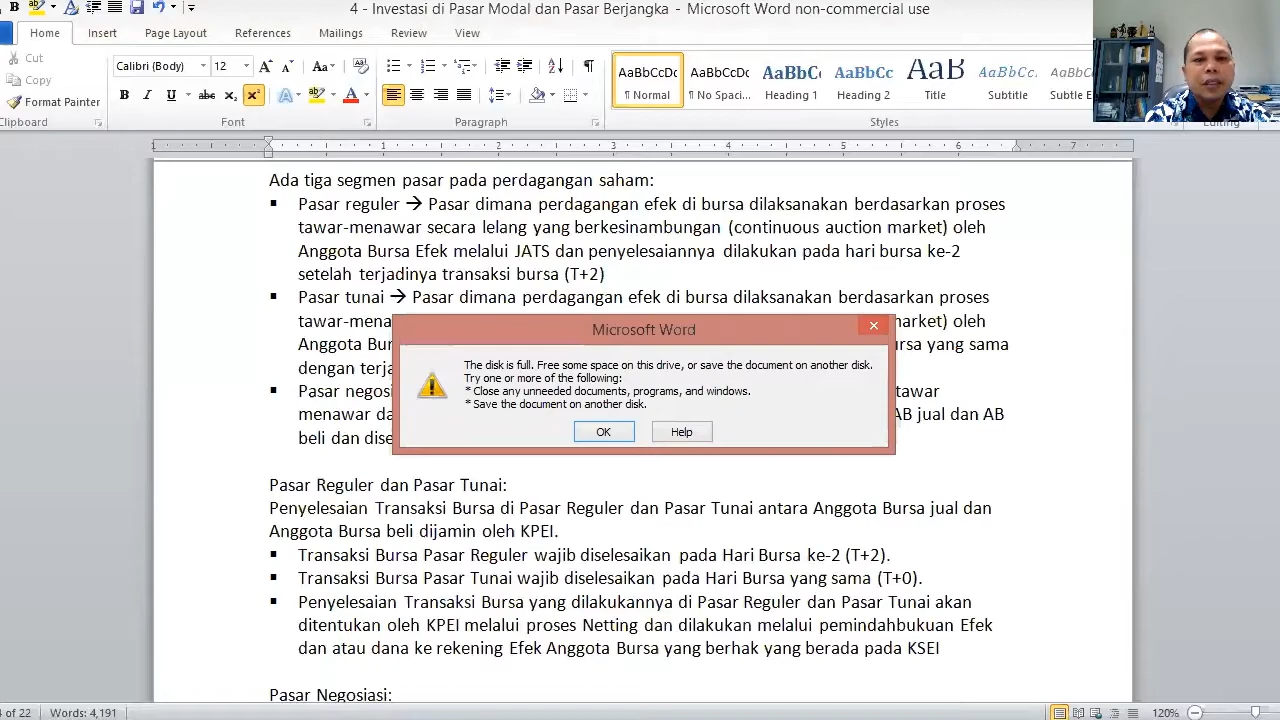 4 - Investasi di Pasar Modal dan Pasar Berjangka - Microsoft Word non-commercial use
Home Insert Page Layout References Mailings Review View
Cut
Copy
Format Painter
Calibri (Body) 12
AaBbCcDc AaBbCcDc AaBbC AaBbCc AaB AaBbCc. AaBbCc
¶ Normal ¶ No Spaci... Heading 1 Heading 2 Title Subtitle Subtle E
Clipboard Font Paragraph Styles Editing
1 1 2 3 4 5 6 7
Ada tiga segmen pasar pada perdagangan saham:
▪ Pasar reguler → Pasar dimana perdagangan efek di bursa dilaksanakan berdasarkan proses
tawar-menawar secara lelang yang berkesinambungan (continuous auction market) oleh
Anggota Bursa Efek melalui JATS dan penyelesaiannya dilakukan pada hari bursa ke-2
setelah terjadinya transaksi bursa (T+2)
▪ Pasar tunai → Pasar dimana perdagangan efek di bursa dilaksanakan berdasarkan proses
tawar-mena arket) oleh
Anggota Bur rsa yang sama
dengan terja
▪ Pasar negosi tawar
menawar da AB jual dan AB
beli dan dise
Microsoft Word
The disk is full. Free some space on this drive, or save the document on another disk.
Try one or more of the following:
* Close any unneeded documents, programs, and windows.
* Save the document on another disk.
OK Help
Pasar Reguler dan Pasar Tunai:
Penyelesaian Transaksi Bursa di Pasar Reguler dan Pasar Tunai antara Anggota Bursa jual dan
Anggota Bursa beli dijamin oleh KPEI.
▪ Transaksi Bursa Pasar Reguler wajib diselesaikan pada Hari Bursa ke-2 (T+2).
▪ Transaksi Bursa Pasar Tunai wajib diselesaikan pada Hari Bursa yang sama (T+0).
▪ Penyelesaian Transaksi Bursa yang dilakukannya di Pasar Reguler dan Pasar Tunai akan
ditentukan oleh KPEI melalui proses Netting dan dilakukan melalui pemindahbukuan Efek
dan atau dana ke rekening Efek Anggota Bursa yang berhak yang berada pada KSEI
Pasar Negosiasi:
of 22 Words: 4,191 120%